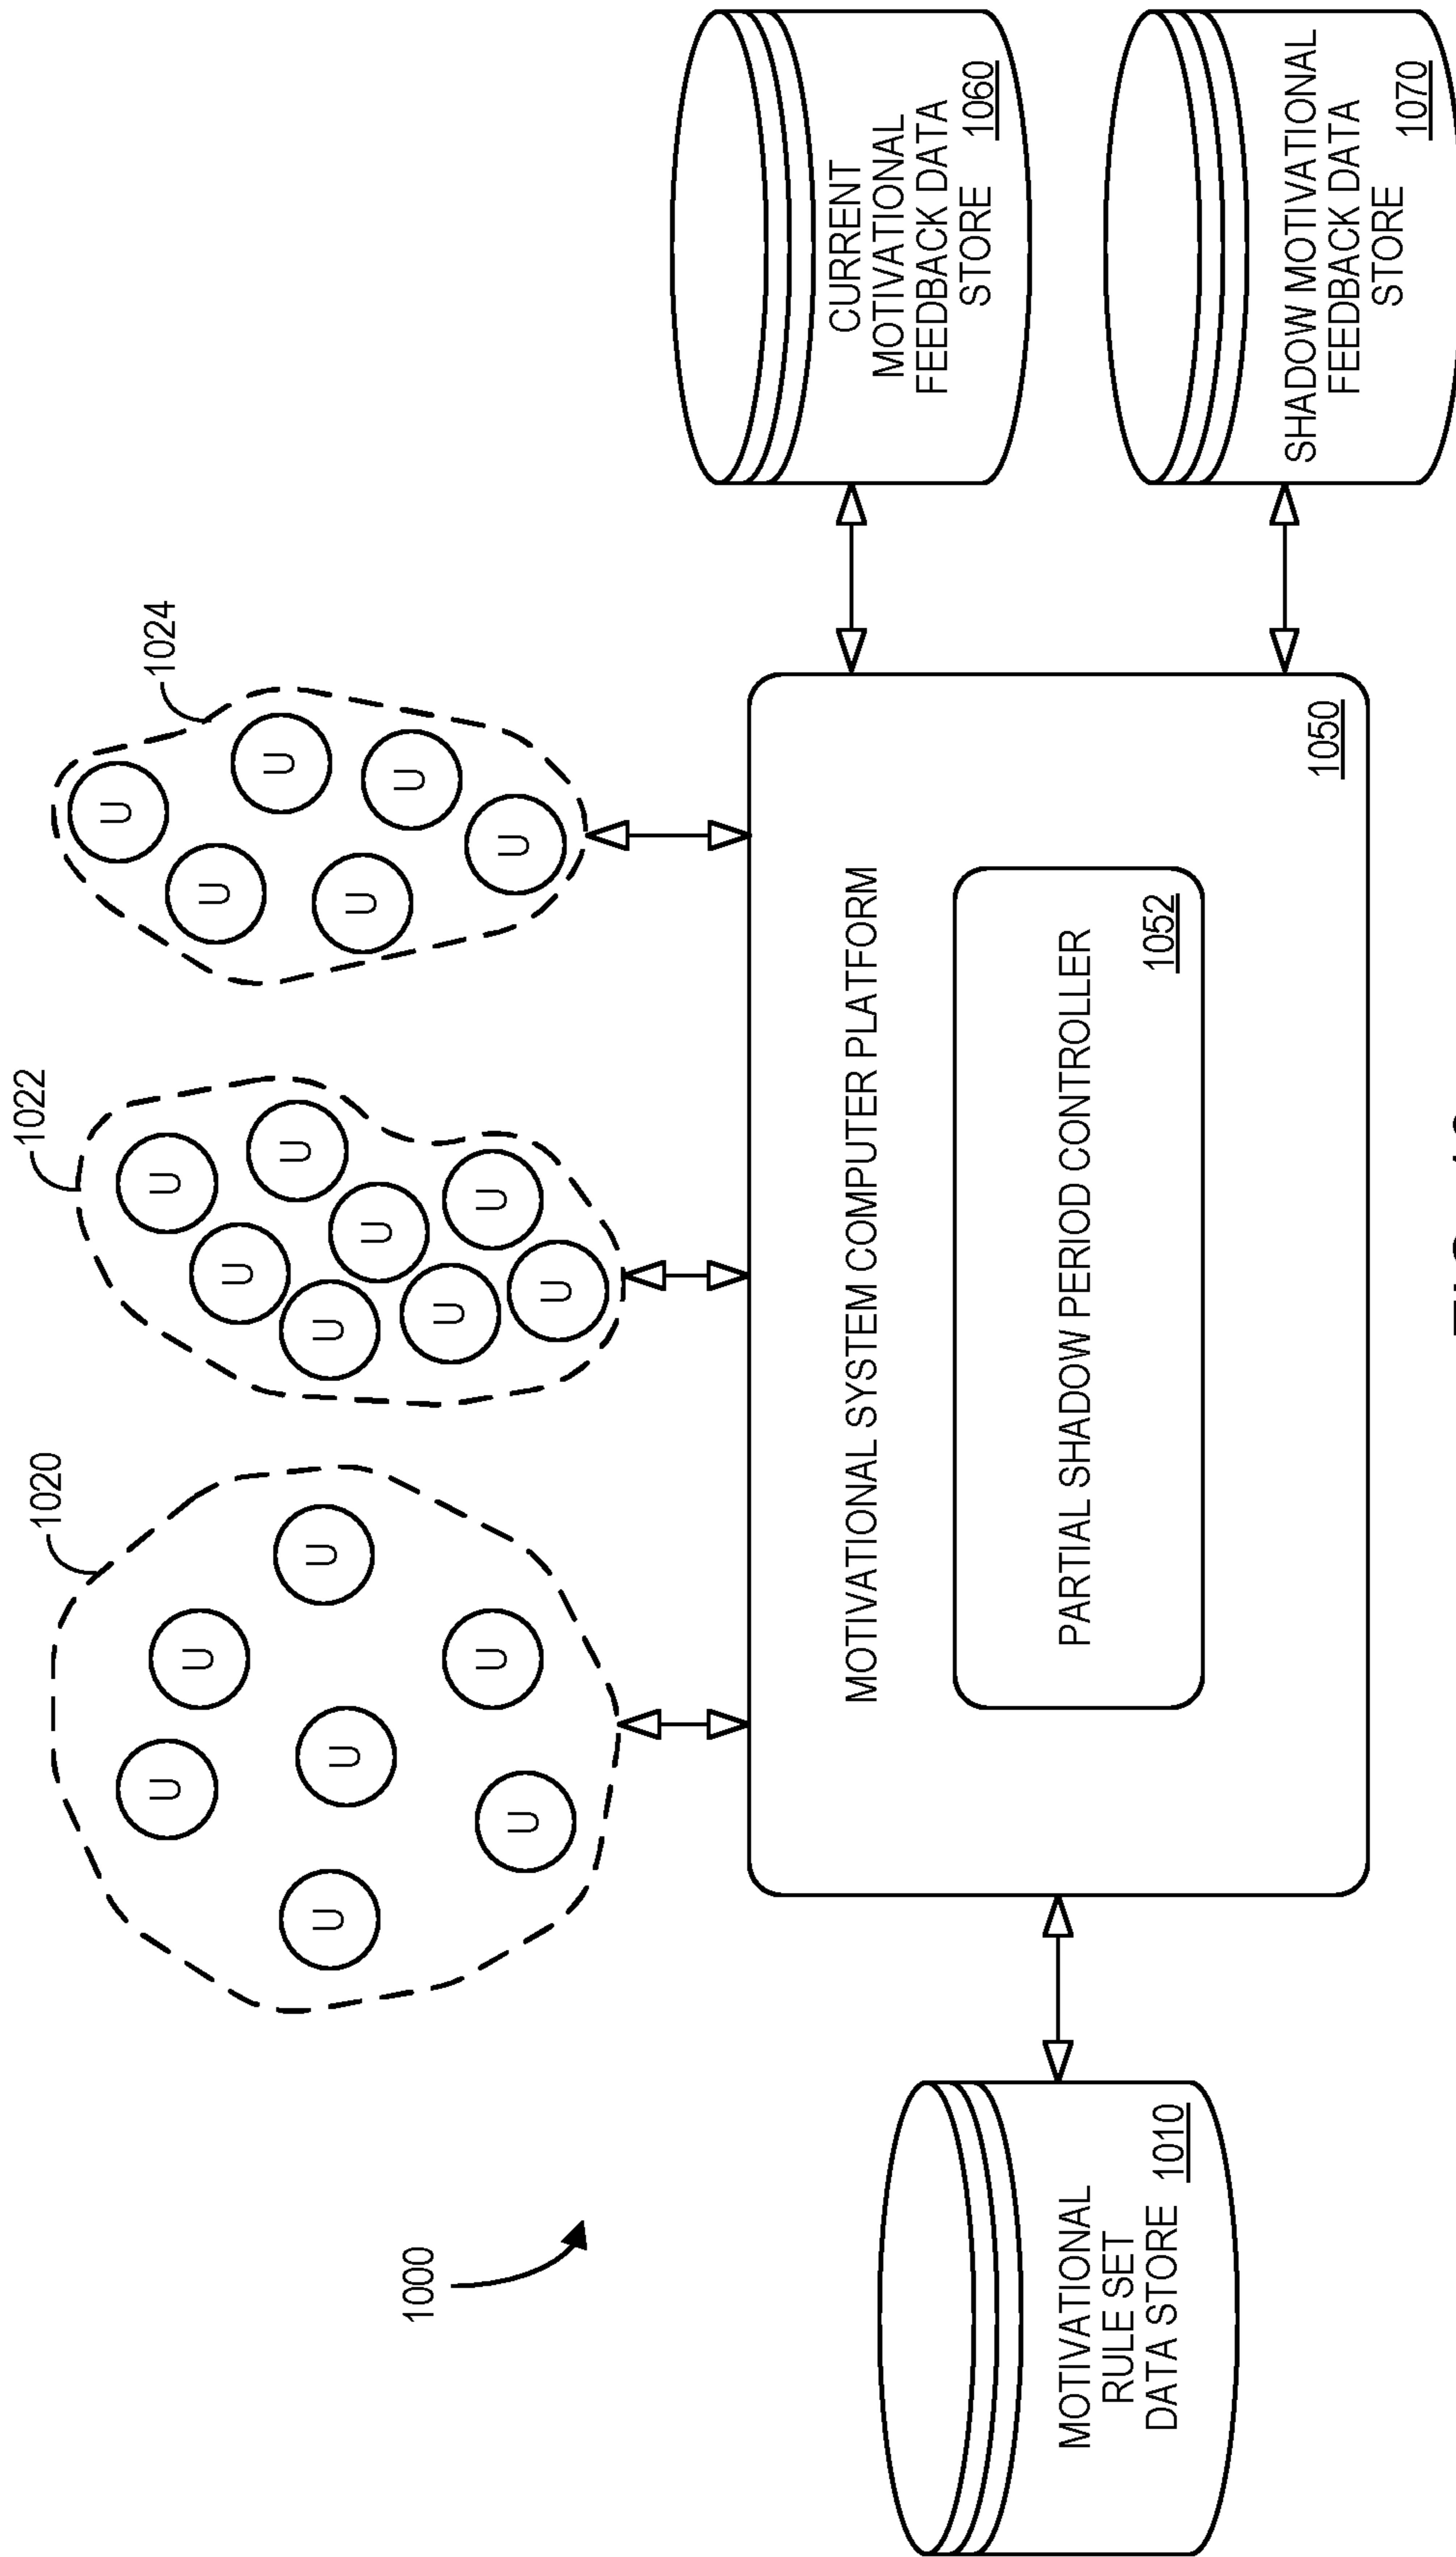 1000
1020
U
U
U
U
U
U
U
1022
U
U
U
U
U
U
U
U
1024
U
U
U
U
U
U
MOTIVATIONAL
RULE SET
DATA STORE 1010
MOTIVATIONAL SYSTEM COMPUTER PLATFORM
PARTIAL SHADOW PERIOD CONTROLLER
1052
1050
CURRENT
MOTIVATIONAL
FEEDBACK DATA
STORE 1060
SHADOW MOTIVATIONAL
FEEDBACK DATA
STORE 1070